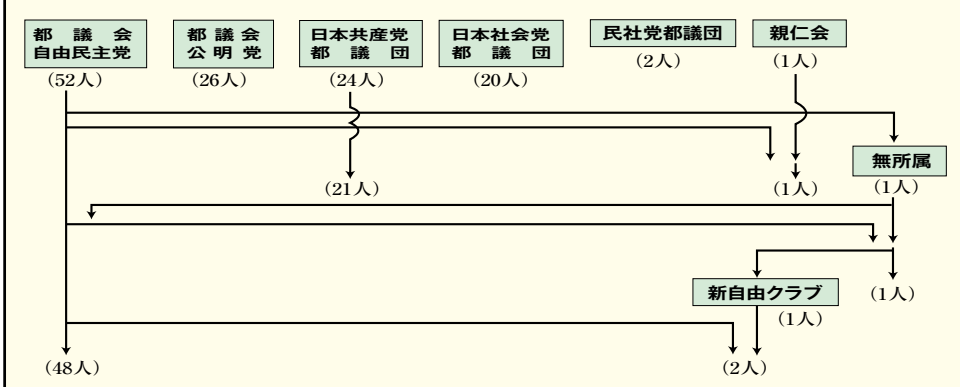 都議会
自由民主党
(52人)
都議会
公明党
(26人)
日本共産党
都議団
(24人)
日本社会党
都議団
(20人)
民社党都議団
(2人)
親仁会
(1人)
無所属
(1人)
(21人)
(1人)
新自由クラブ
(1人)
(1人)
(48人)
(2人)